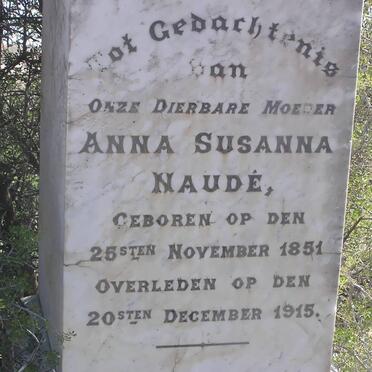 Tot Gedachtenis
van
ONZE DIERBARE MOEDER
ANNA SUSANNA
NAUDÉ,
GEBOREN OP DEN
25STEN NOVEMBER 1851
OVERLEDEN OP DEN
20STEN DECEMBER 1915.